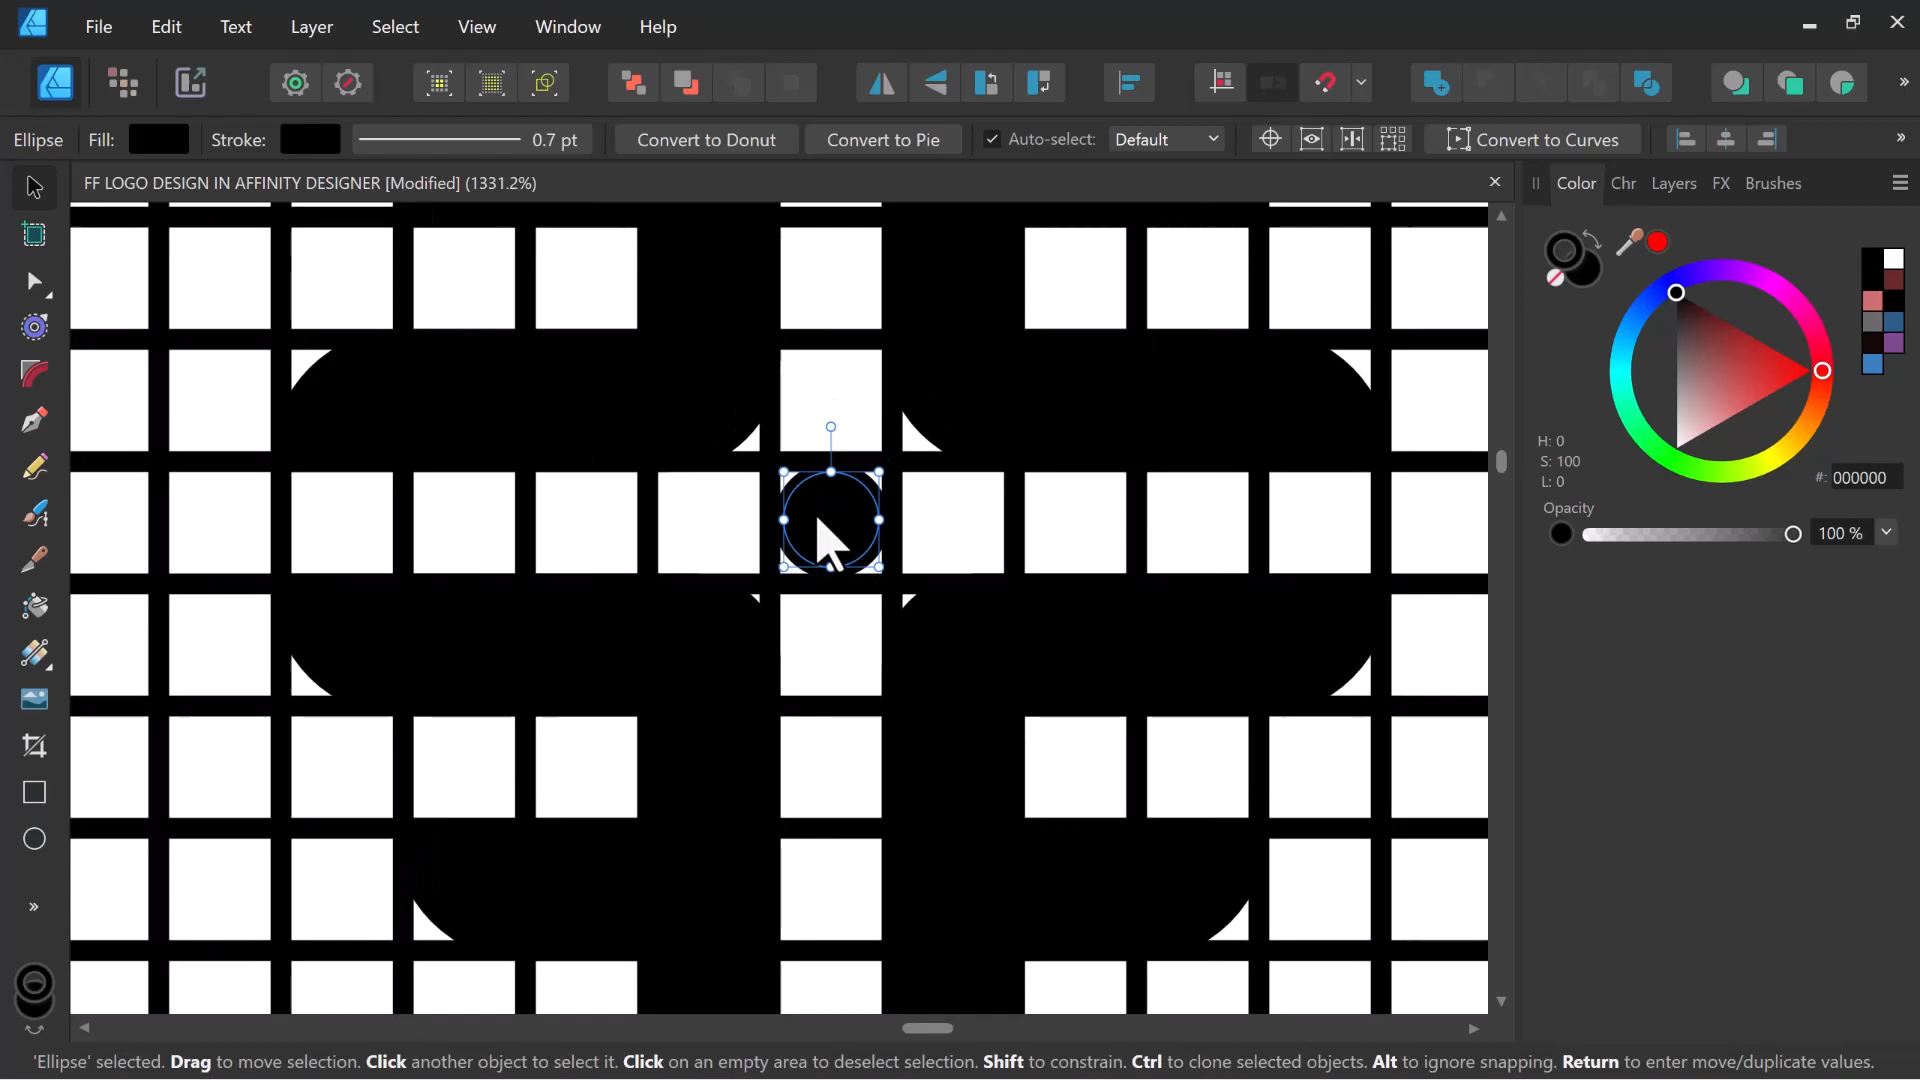 File Edit Text Layer Select View Window Help
Ellipse Fill: Stroke: 0.7 pt Convert to Donut Convert to Pie Auto-select: Default Convert to Curves
FF LOGO DESIGN IN AFFINITY DESIGNER [Modified] (1331.2%)
Color Chr Layers FX Brushes
H: 0
S: 100
L: 0
#: 000000
Opacity
100 %
'Ellipse' selected. Drag to move selection. Click another object to select it. Click on an empty area to deselect selection. Shift to constrain. Ctrl to clone selected objects. Alt to ignore snapping. Return to enter move/duplicate values.